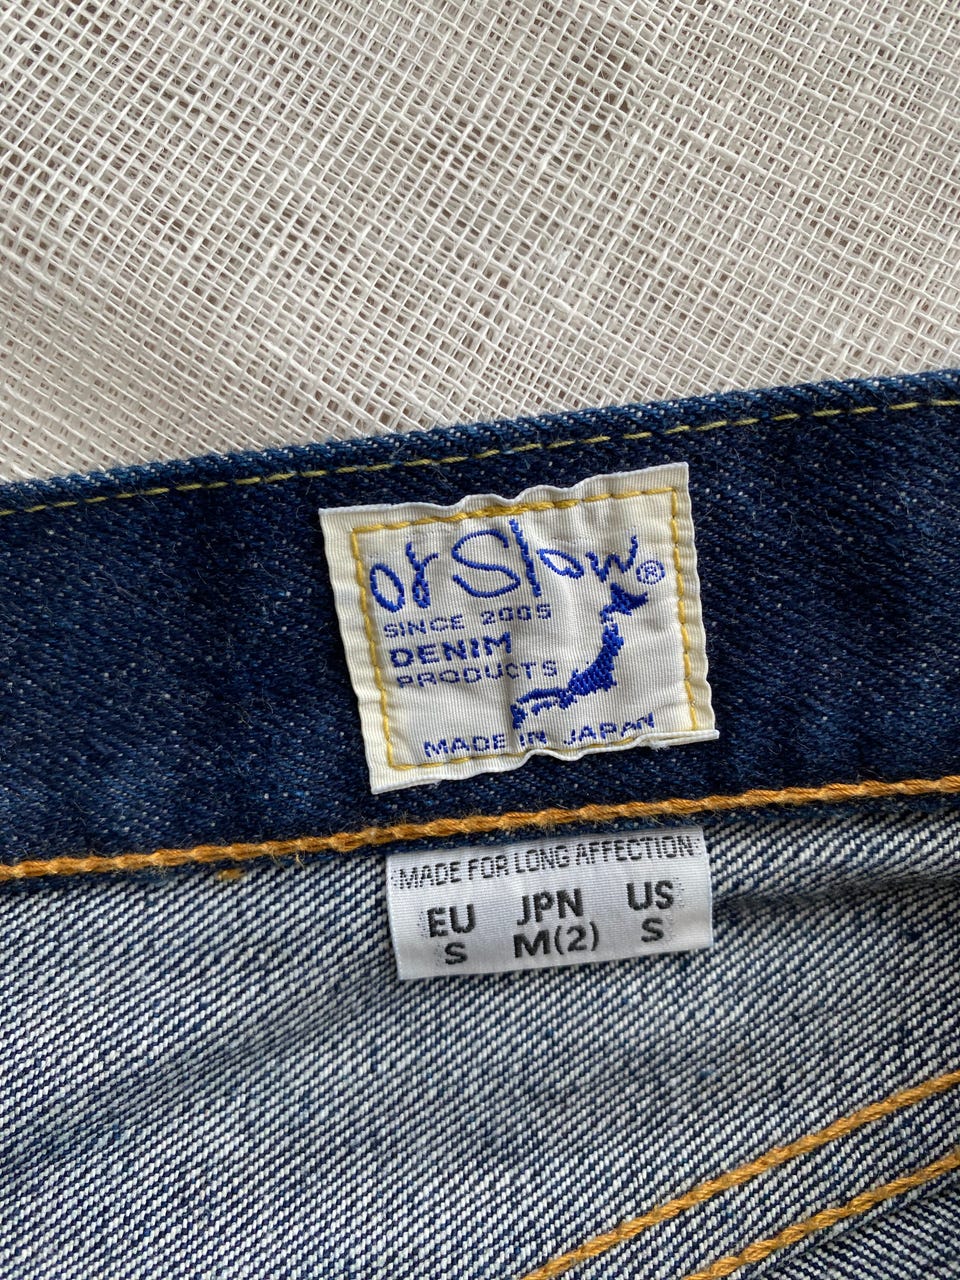 orSlow®
SINCE 2005
DENIM
PRODUCTS
MADE IN JAPAN
MADE FOR LONG AFFECTION
EU JPN US
S M(2) S